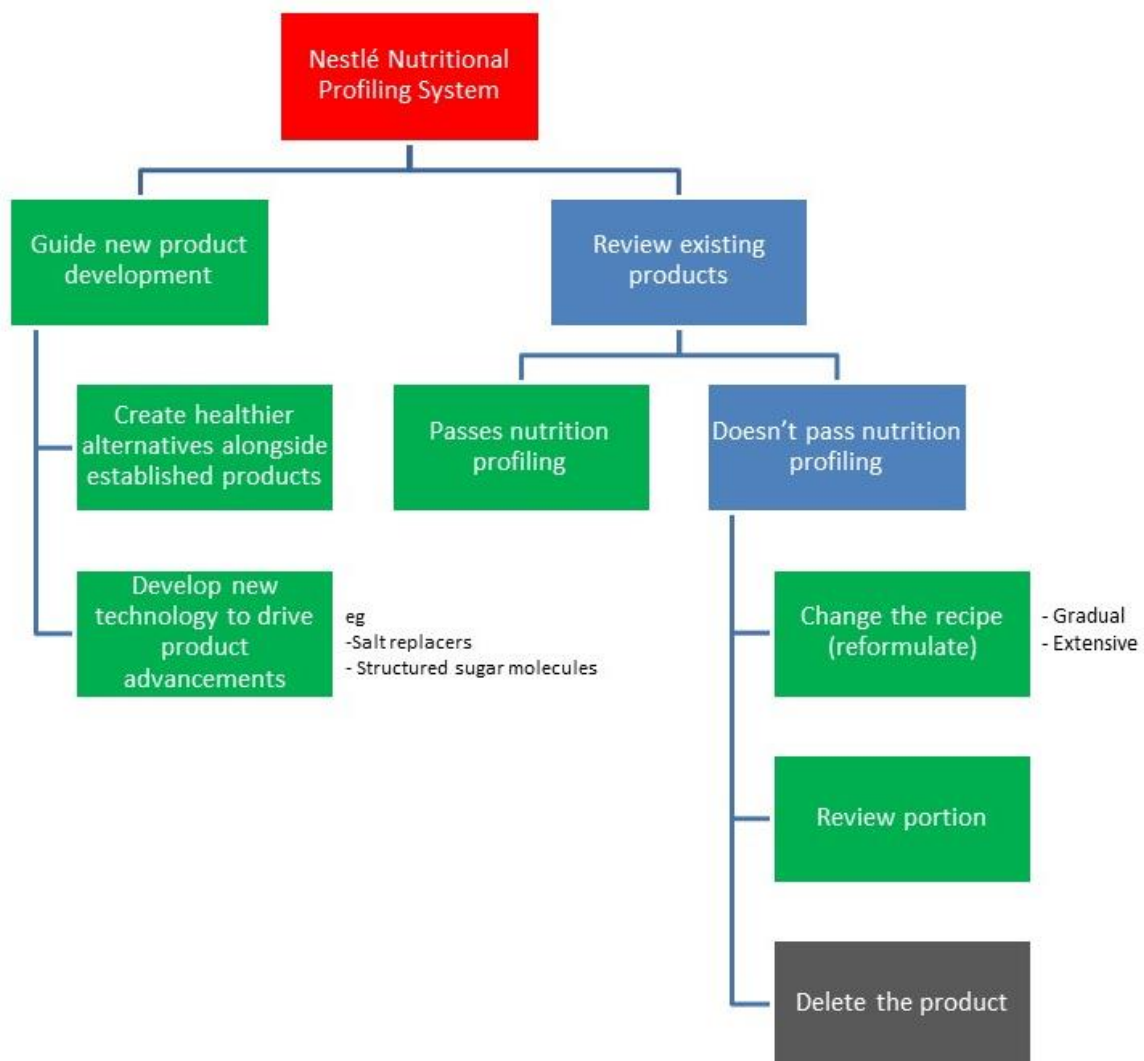 Nestlé Nutritional
Profiling System
Guide new product
development
Review existing
products
Create healthier
alternatives alongside
established products
Passes nutrition
profiling
Doesn’t pass nutrition
profiling
Develop new
technology to drive
product
advancements
eg
-Salt replacers
- Structured sugar molecules
Change the recipe
(reformulate)
- Gradual
- Extensive
Review portion
Delete the product